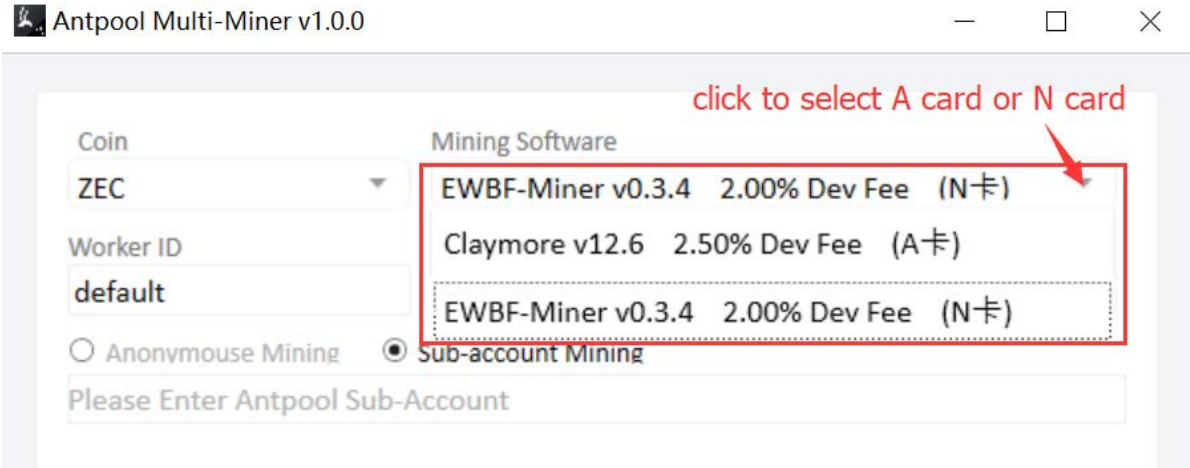 Antpool Multi-Miner v1.0.0
click to select A card or N card
Coin
Mining Software
ZEC
EWBF-Miner v0.3.4 2.00% Dev Fee (N卡)
Worker ID
Claymore v12.6 2.50% Dev Fee (A卡)
default
EWBF-Miner v0.3.4 2.00% Dev Fee (N卡)
Anonymouse Mining Sub-account Mining
Please Enter Antpool Sub-Account